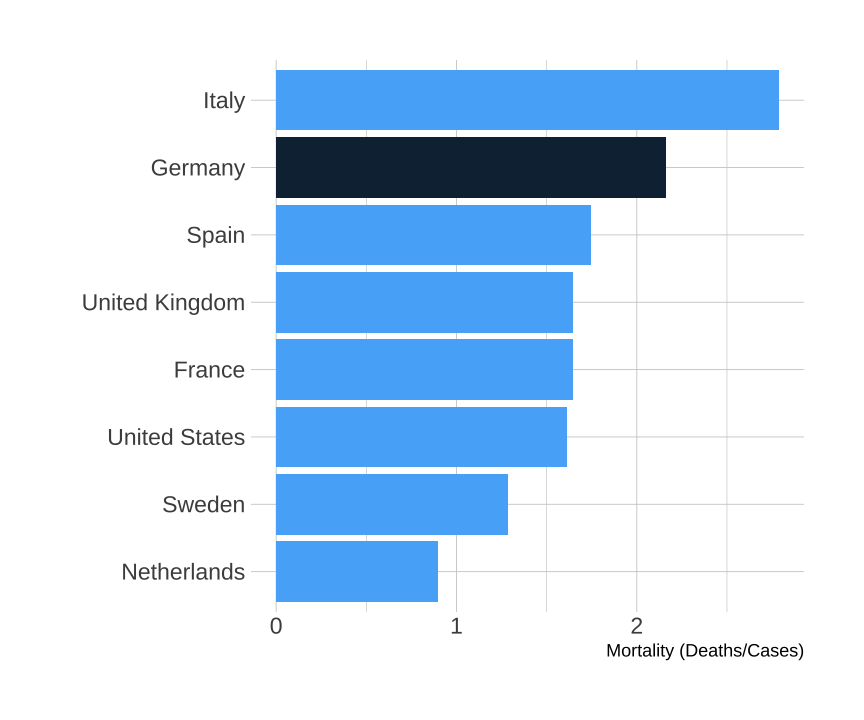 Italy
Germany
Spain
United Kingdom
France
United States
Sweden
Netherlands
0 1 2
Mortality (Deaths/Cases)